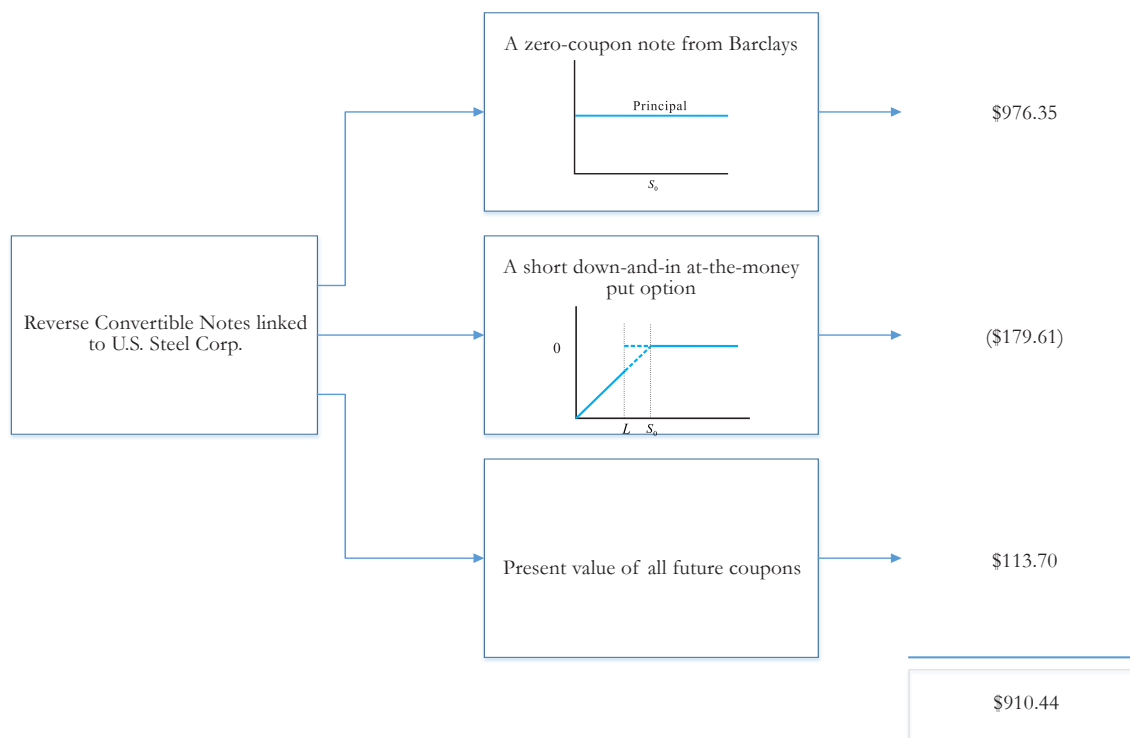 A zero-coupon note from Barclays
Principal
S0
$976.35
Reverse Convertible Notes linked
to U.S. Steel Corp.
A short down-and-in at-the-money
put option
0
L S0
($179.61)
Present value of all future coupons
$113.70
$910.44